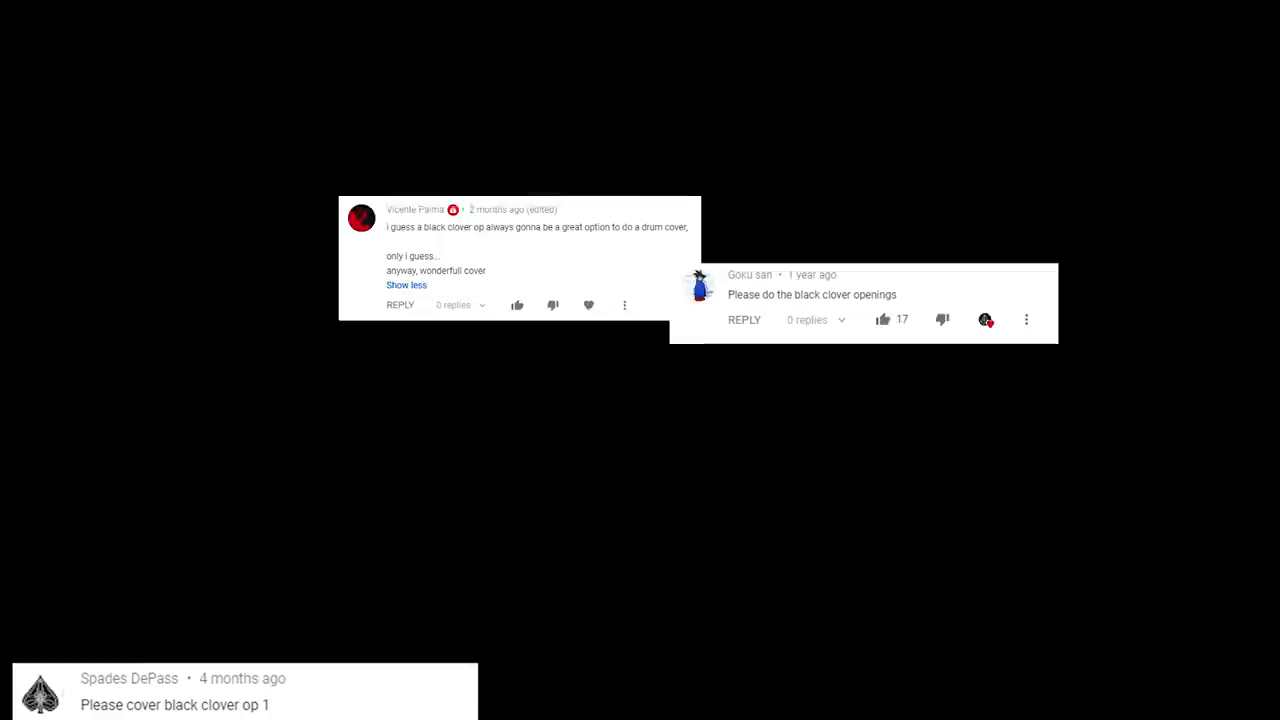 Vicente Palma • 2 months ago (edited)
i guess a black clover op always gonna be a great option to do a drum cover,
only i guess...
anyway, wonderfull cover
Show less
REPLY 0 replies
Goku san • 1 year ago
Please do the black clover openings
REPLY 0 replies 17
Spades DePass • 4 months ago
Please cover black clover op 1